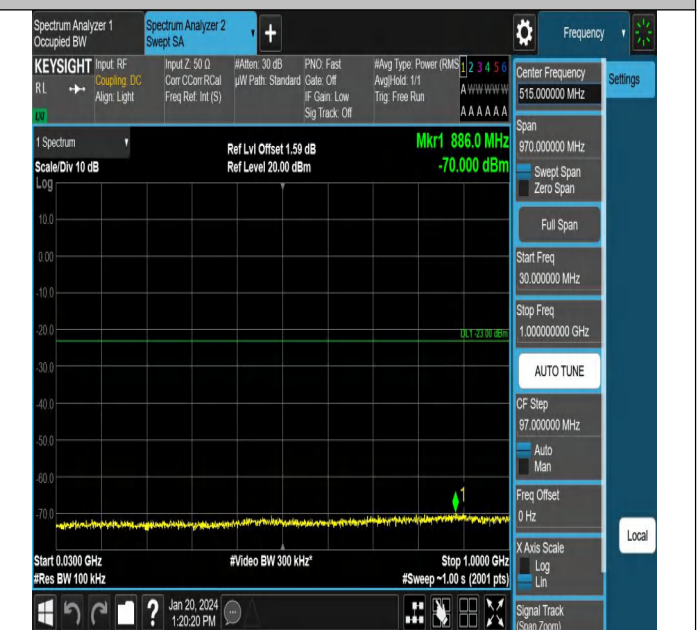 Spectrum Analyzer 1
Occupied BW
Spectrum Analyzer 2
Swept SA
+
Frequency
KEYSIGHT
RL
LXI
Input: RF
Coupling: DC
Align: Light
Input Z: 50 Ω
Corr CCorr RCal
Freq Ref: Int (S)
#Atten: 30 dB
µW Path: Standard
PNO: Fast
Gate: Off
IF Gain: Low
Sig Track: Off
#Avg Type: Power (RMS
Avg|Hold: 1/1
Trig: Free Run
1 2 3 4 5 6
A W W W W W
A A A A A A
Center Frequency
515.000000 MHz
Settings
Span
970.000000 MHz
Swept Span
Zero Span
Full Span
Start Freq
30.000000 MHz
Stop Freq
1.000000000 GHz
AUTO TUNE
CF Step
97.000000 MHz
Auto
Man
Freq Offset
0 Hz
X Axis Scale
Log
Lin
Signal Track
(Span Zoom)
Local
1 Spectrum
Scale/Div 10 dB
Log
Ref Lvl Offset 1.59 dB
Ref Level 20.00 dBm
Mkr1 886.0 MHz
-70.000 dBm
10.0
0.00
-10.0
-20.0
DL1 -23.00 dBm
-30.0
-40.0
-50.0
-60.0
-70.0
1
Start 0.0300 GHz
#Res BW 100 kHz
#Video BW 300 kHz*
Stop 1.0000 GHz
#Sweep ~1.00 s (2001 pts)
?
Jan 20, 2024
1:20:20 PM